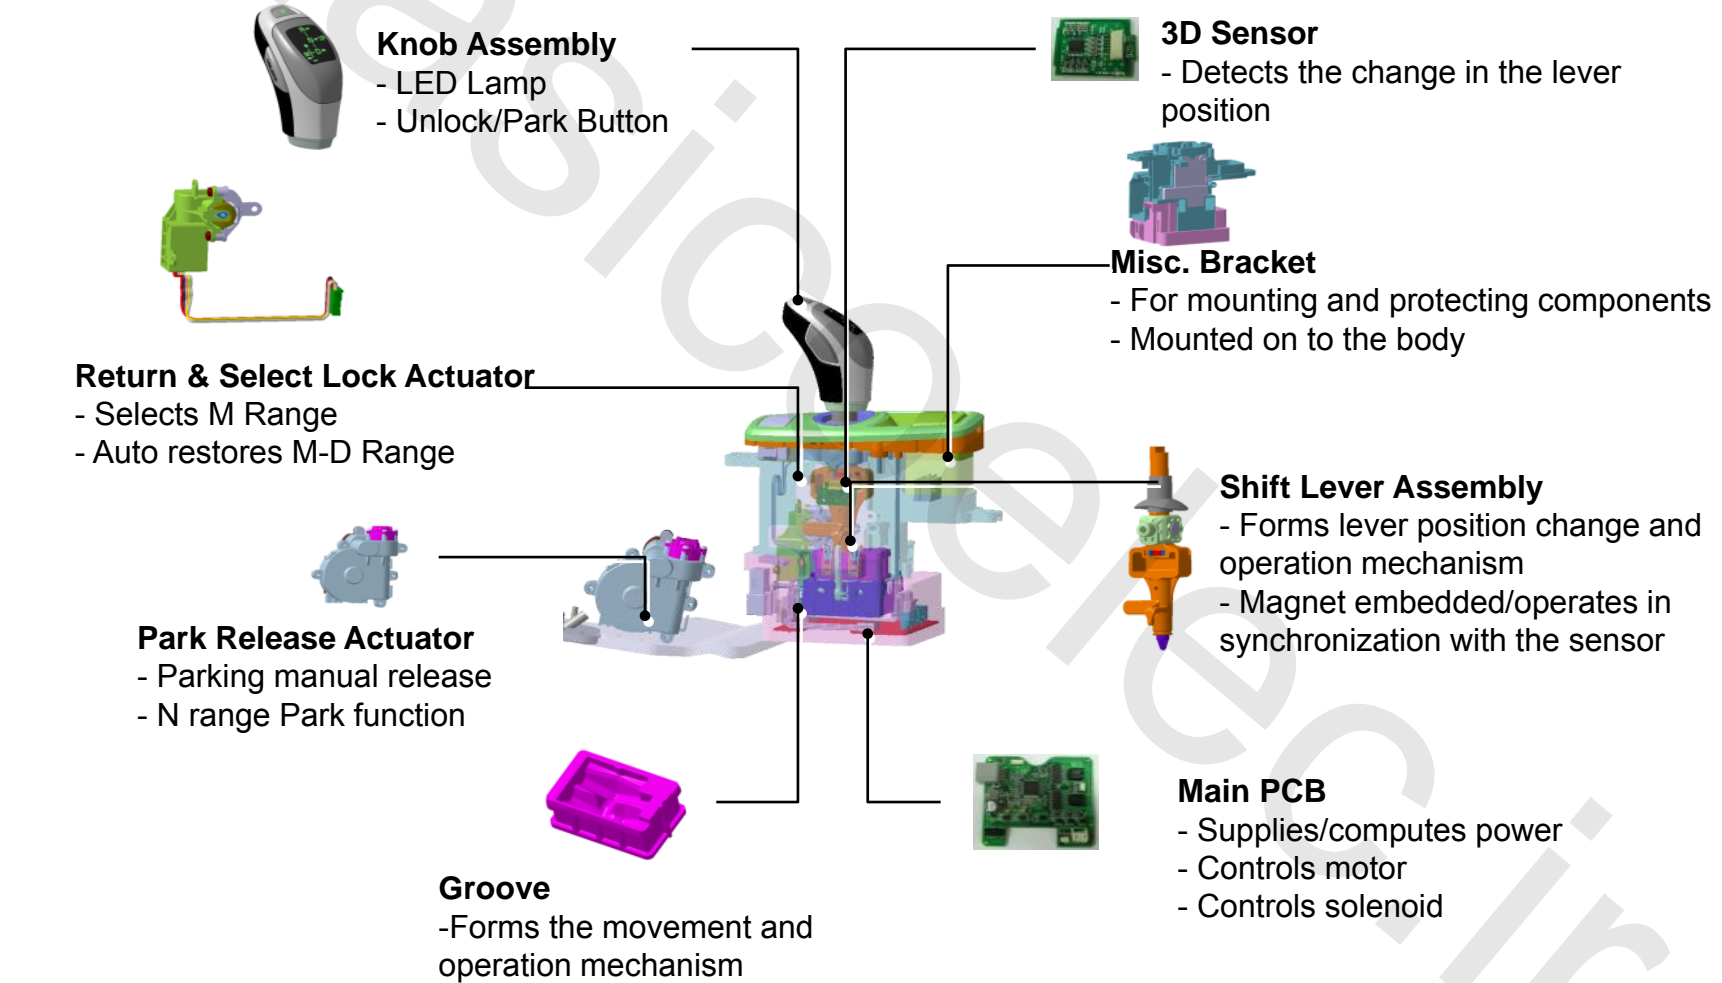 Knob Assembly
- LED Lamp
- Unlock/Park Button
3D Sensor
- Detects the change in the lever
position
Misc. Bracket
- For mounting and protecting components
- Mounted on to the body
Return & Select Lock Actuator
- Selects M Range
- Auto restores M-D Range
Shift Lever Assembly
- Forms lever position change and
operation mechanism
- Magnet embedded/operates in
synchronization with the sensor
Park Release Actuator
- Parking manual release
- N range Park function
Main PCB
- Supplies/computes power
- Controls motor
- Controls solenoid
Groove
-Forms the movement and
operation mechanism